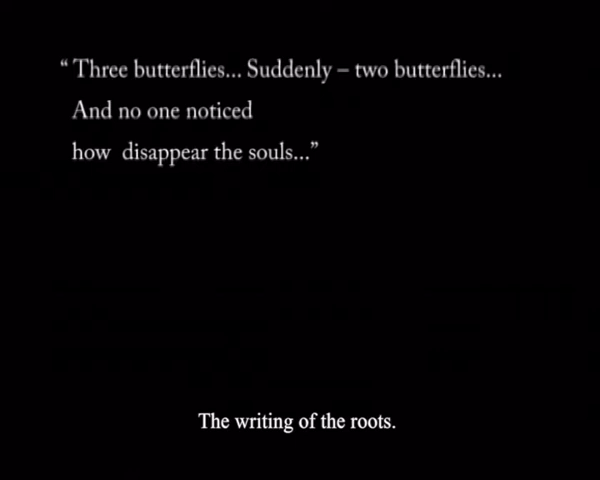 “ Three butterflies... Suddenly – two butterflies...
And no one noticed
how disappear the souls...”
The writing of the roots.